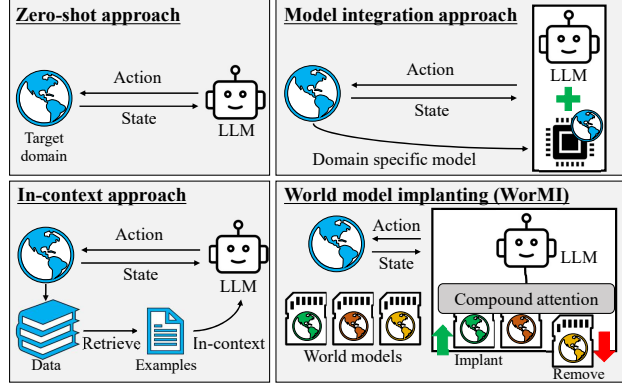 Zero-shot approach
Action
State
Target
domain
LLM
Model integration approach
Action
State
LLM
Domain specific model
In-context approach
Action
State
LLM
Data
Retrieve
Examples
In-context
World model implanting (WorMI)
Action
State
LLM
Compound attention
World models
Implant
Remove